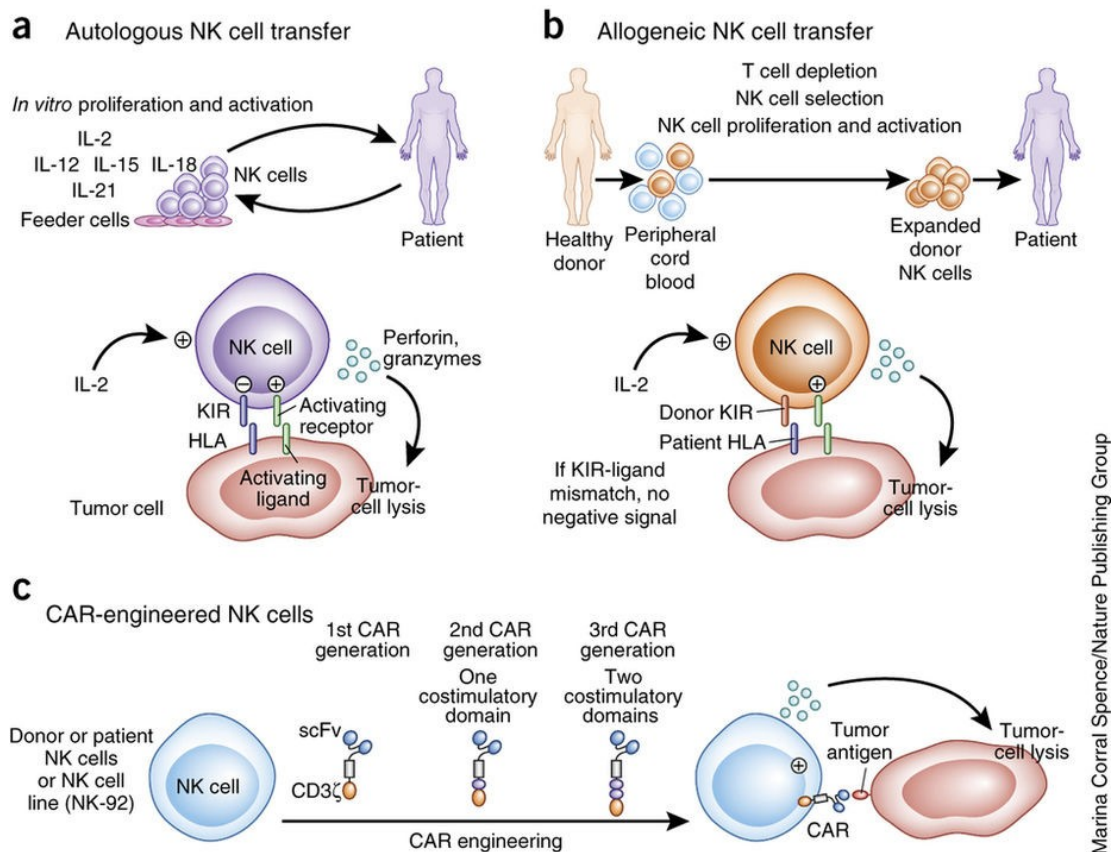 a Autologous NK cell transfer
In vitro proliferation and activation
IL-2
IL-12 IL-15 IL-18
IL-21
NK cells
Feeder cells
Patient
NK cell
IL-2
+
Perforin,
granzymes
− +
KIR
HLA
Activating
receptor
Activating
ligand
Tumor cell
Tumor-
cell lysis
b Allogeneic NK cell transfer
T cell depletion
NK cell selection
NK cell proliferation and activation
Healthy
donor
Peripheral
cord
blood
Expanded
donor
NK cells
Patient
NK cell
IL-2
+
+
Donor KIR
Patient HLA
If KIR-ligand
mismatch, no
negative signal
Tumor-
cell lysis
c CAR-engineered NK cells
1st CAR
generation
2nd CAR
generation
One
costimulatory
domain
3rd CAR
generation
Two
costimulatory
domains
Donor or patient
NK cells
or NK cell
line (NK-92)
NK cell
scFv
CD3ζ
CAR engineering
+
CAR
Tumor
antigen
Tumor-
cell lysis
Marina Corral Spence/Nature Publishing Group